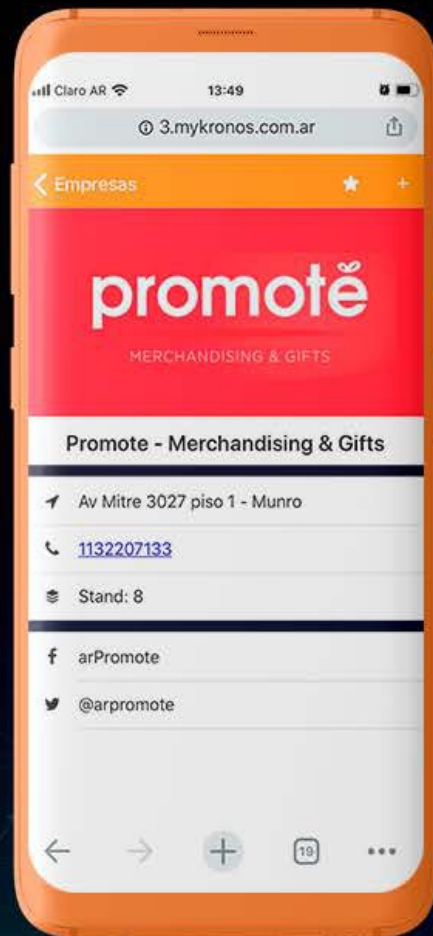 Claro AR
13:49
3.mykronos.com.ar
Empresas
promotě
MERCHANDISING & GIFTS
Promote - Merchandising & Gifts
Av Mitre 3027 piso 1 - Munro
1132207133
Stand: 8
f arPromote
@arpromote
19